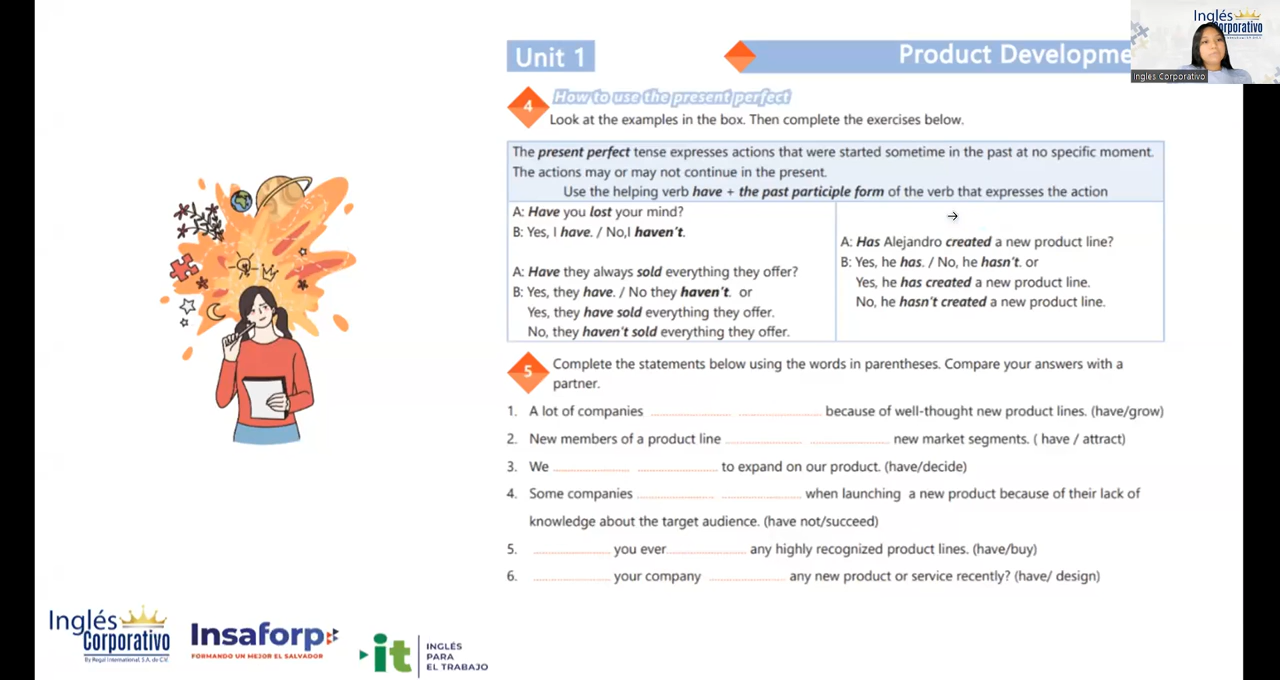 Inglés
Corporativo
Ingles Corporativo
Unit 1
Product Developme
4
How to use the present perfect
Look at the examples in the box. Then complete the exercises below.
The present perfect tense expresses actions that were started sometime in the past at no specific moment.
The actions may or may not continue in the present.
Use the helping verb have + the past participle form of the verb that expresses the action
A: Have you lost your mind?
B: Yes, I have. / No,I haven't.
A: Have they always sold everything they offer?
B: Yes, they have. / No they haven't. or
Yes, they have sold everything they offer.
No, they haven't sold everything they offer.
A: Has Alejandro created a new product line?
B: Yes, he has. / No, he hasn't. or
Yes, he has created a new product line.
No, he hasn't created a new product line.
5
Complete the statements below using the words in parentheses. Compare your answers with a
partner.
1. A lot of companies .................... .................... because of well-thought new product lines. (have/grow)
2. New members of a product line .................... .................... new market segments. ( have / attract)
3. We .................... .................... to expand on our product. (have/decide)
4. Some companies .................... .................... when launching a new product because of their lack of
knowledge about the target audience. (have not/succeed)
5. .................... you ever.................... any highly recognized product lines. (have/buy)
6. .................... your company .................... any new product or service recently? (have/ design)
Inglés
Corporativo
By Regal International, S.A. de C.V.
Insaforp
FORMANDO UN MEJOR EL SALVADOR
it
INGLÉS
PARA
EL TRABAJO